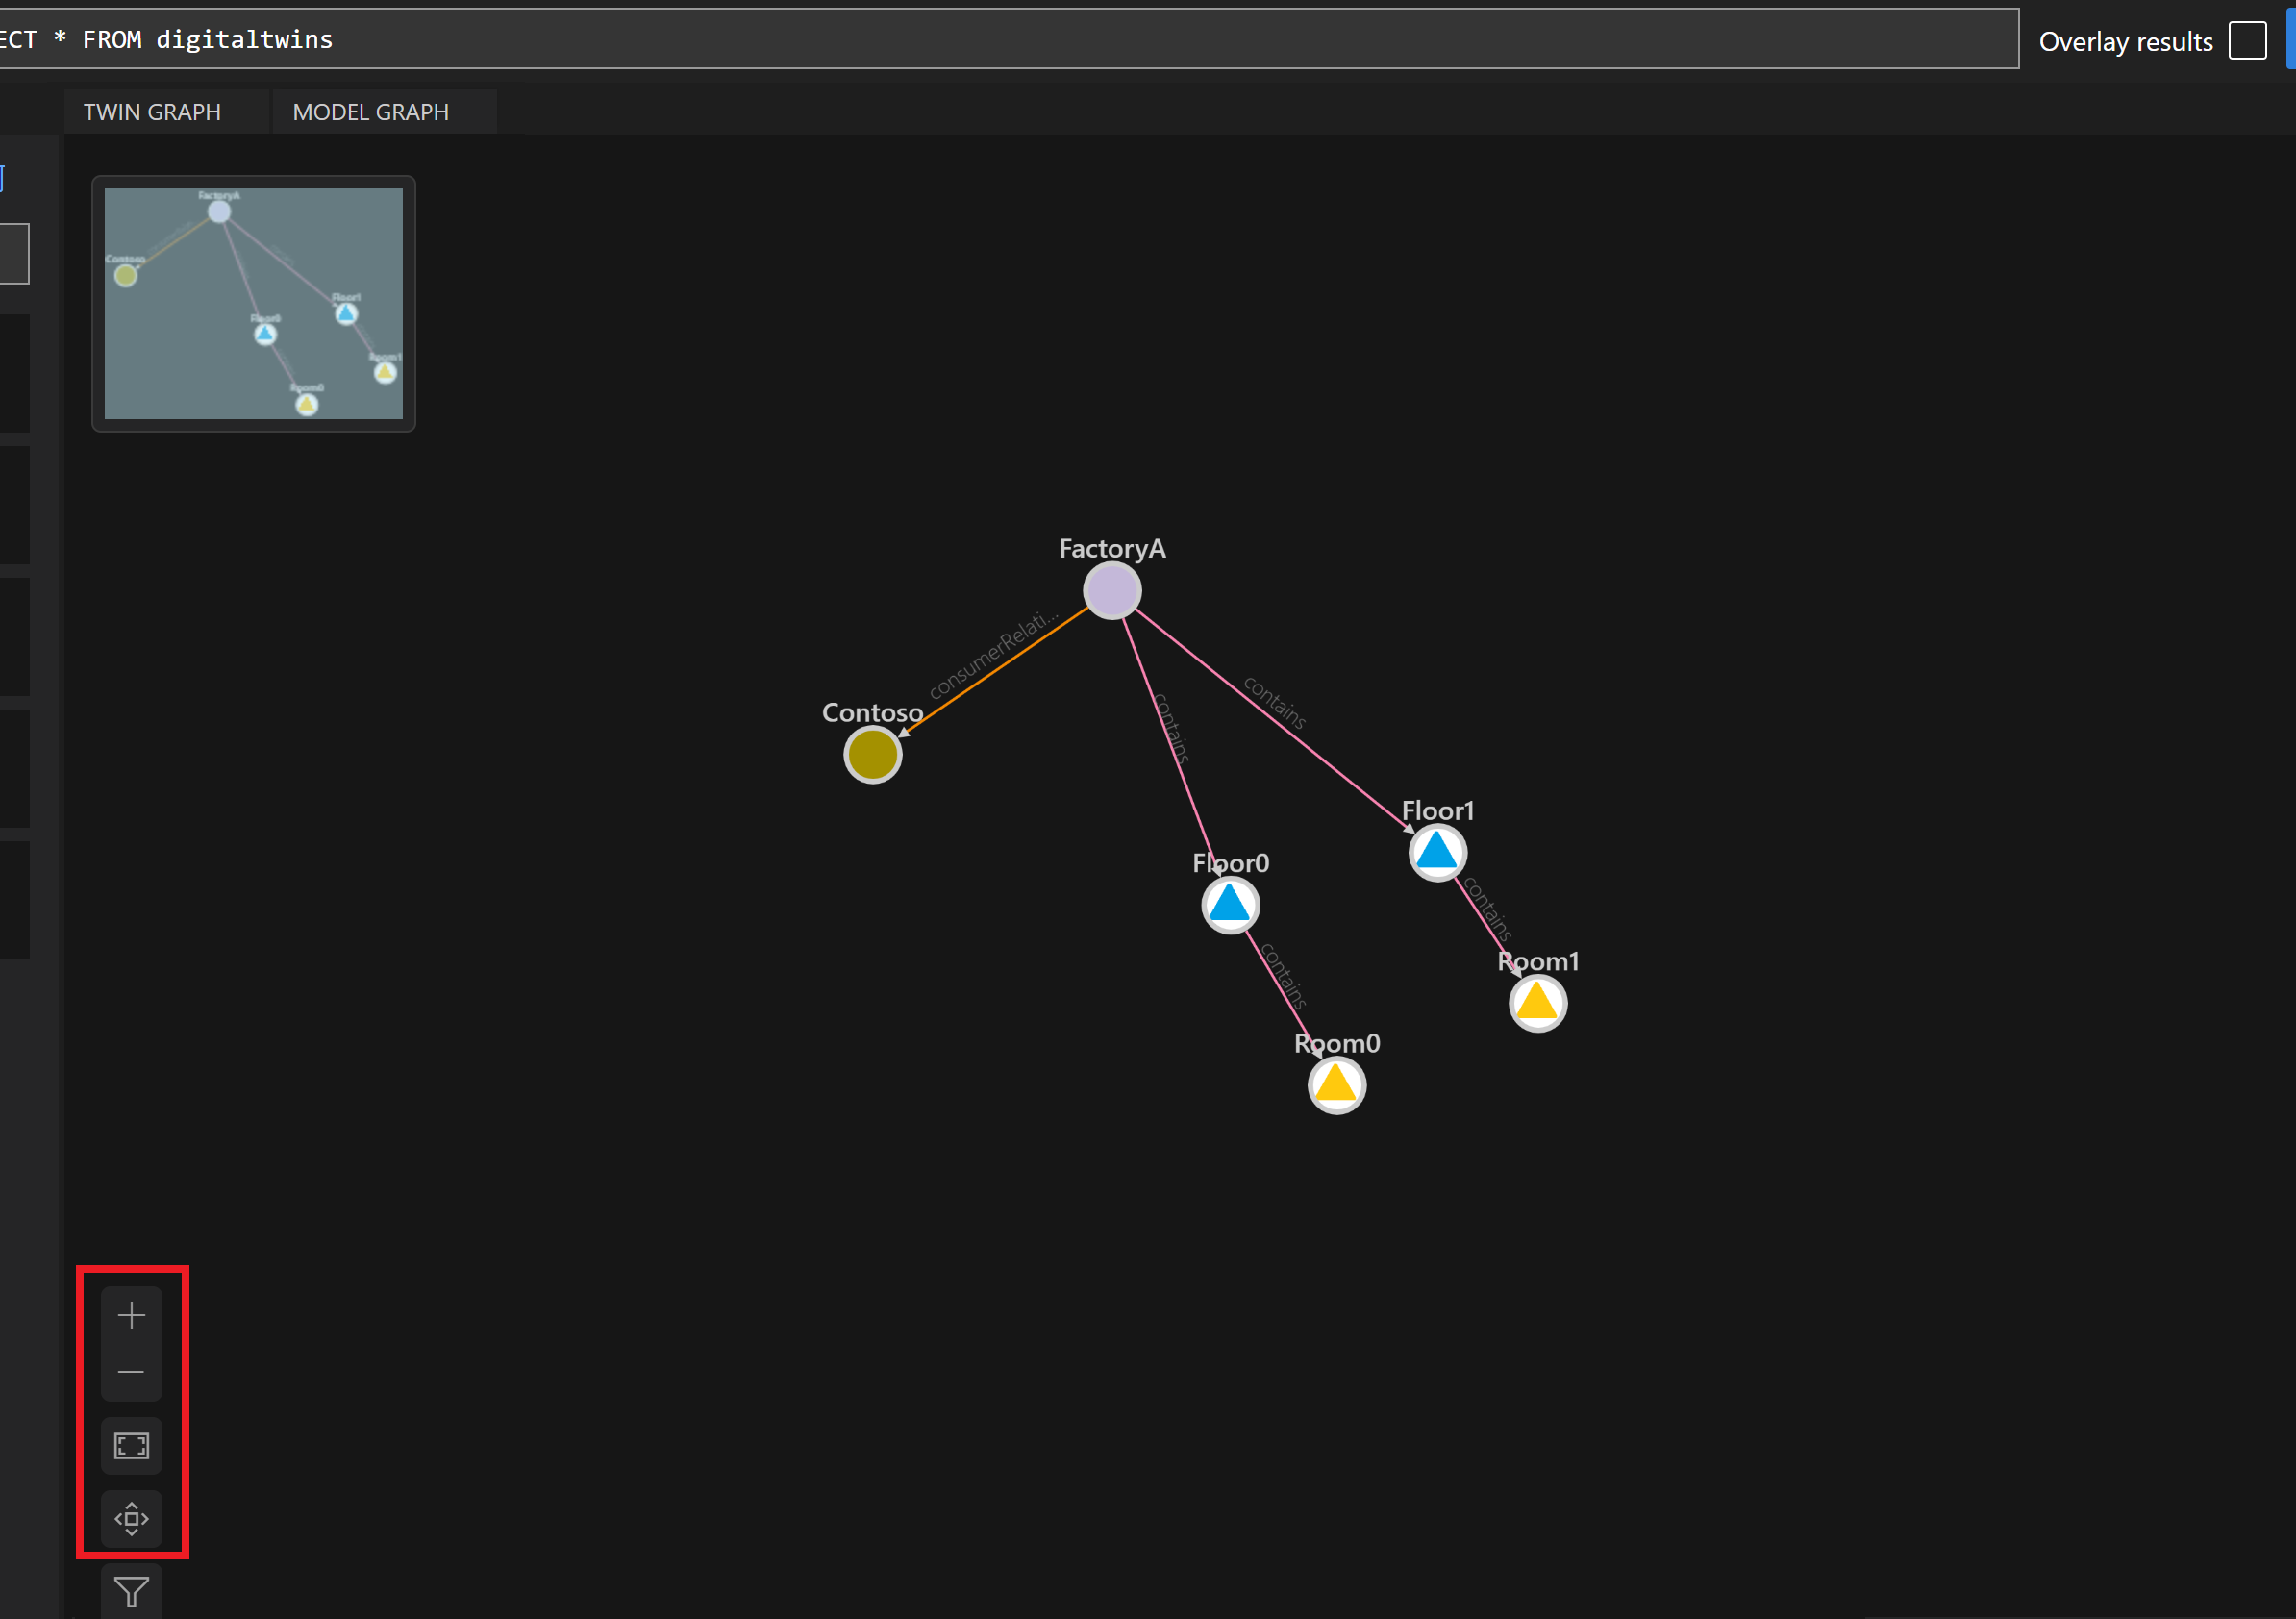 ECT * FROM digitaltwins
Overlay results
TWIN GRAPH
MODEL GRAPH
FactoryA
Contoso
Floor1
Floor0
Room1
Room0
FactoryA
consumerRelati...
contains
contains
Contoso
Floor1
Floor0
contains
contains
Room1
Room0